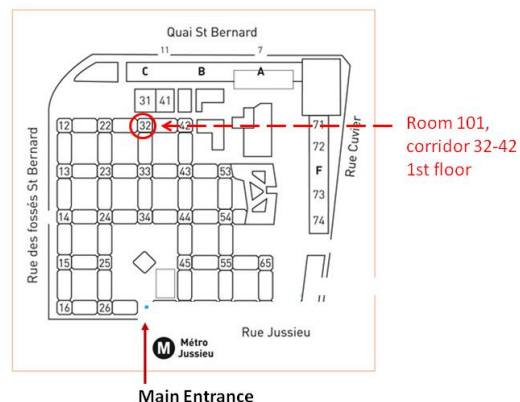 Quai St Bernard
11 7
C B A
31 41
12 22 32 42 71
Room 101,
corridor 32-42
1st floor
72
F
13 23 33 43 53
73
14 24 34 44 54 74
15 25 45 55 65
16 26
Rue des fossés St Bernard
Rue Cuvier
Rue Jussieu
M Métro
Jussieu
Main Entrance